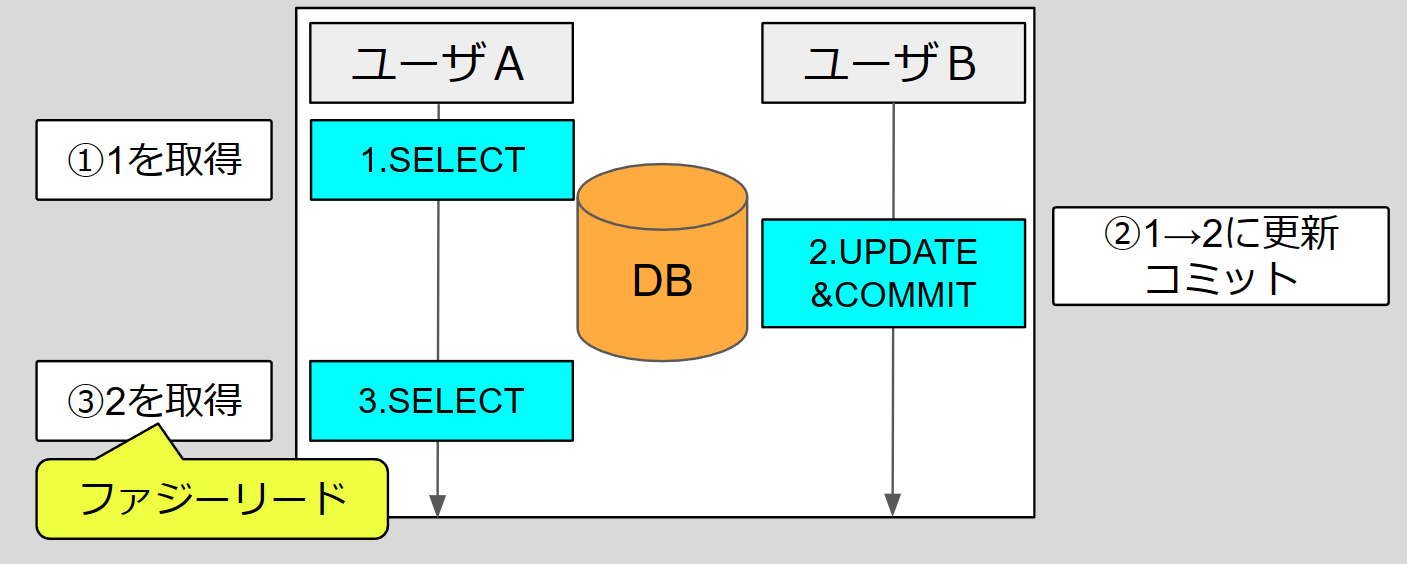 ユーザA
ユーザB
①1を取得
1.SELECT
②1→2に更新
コミット
2.UPDATE
&COMMIT
DB
③2を取得
3.SELECT
ファジーリード